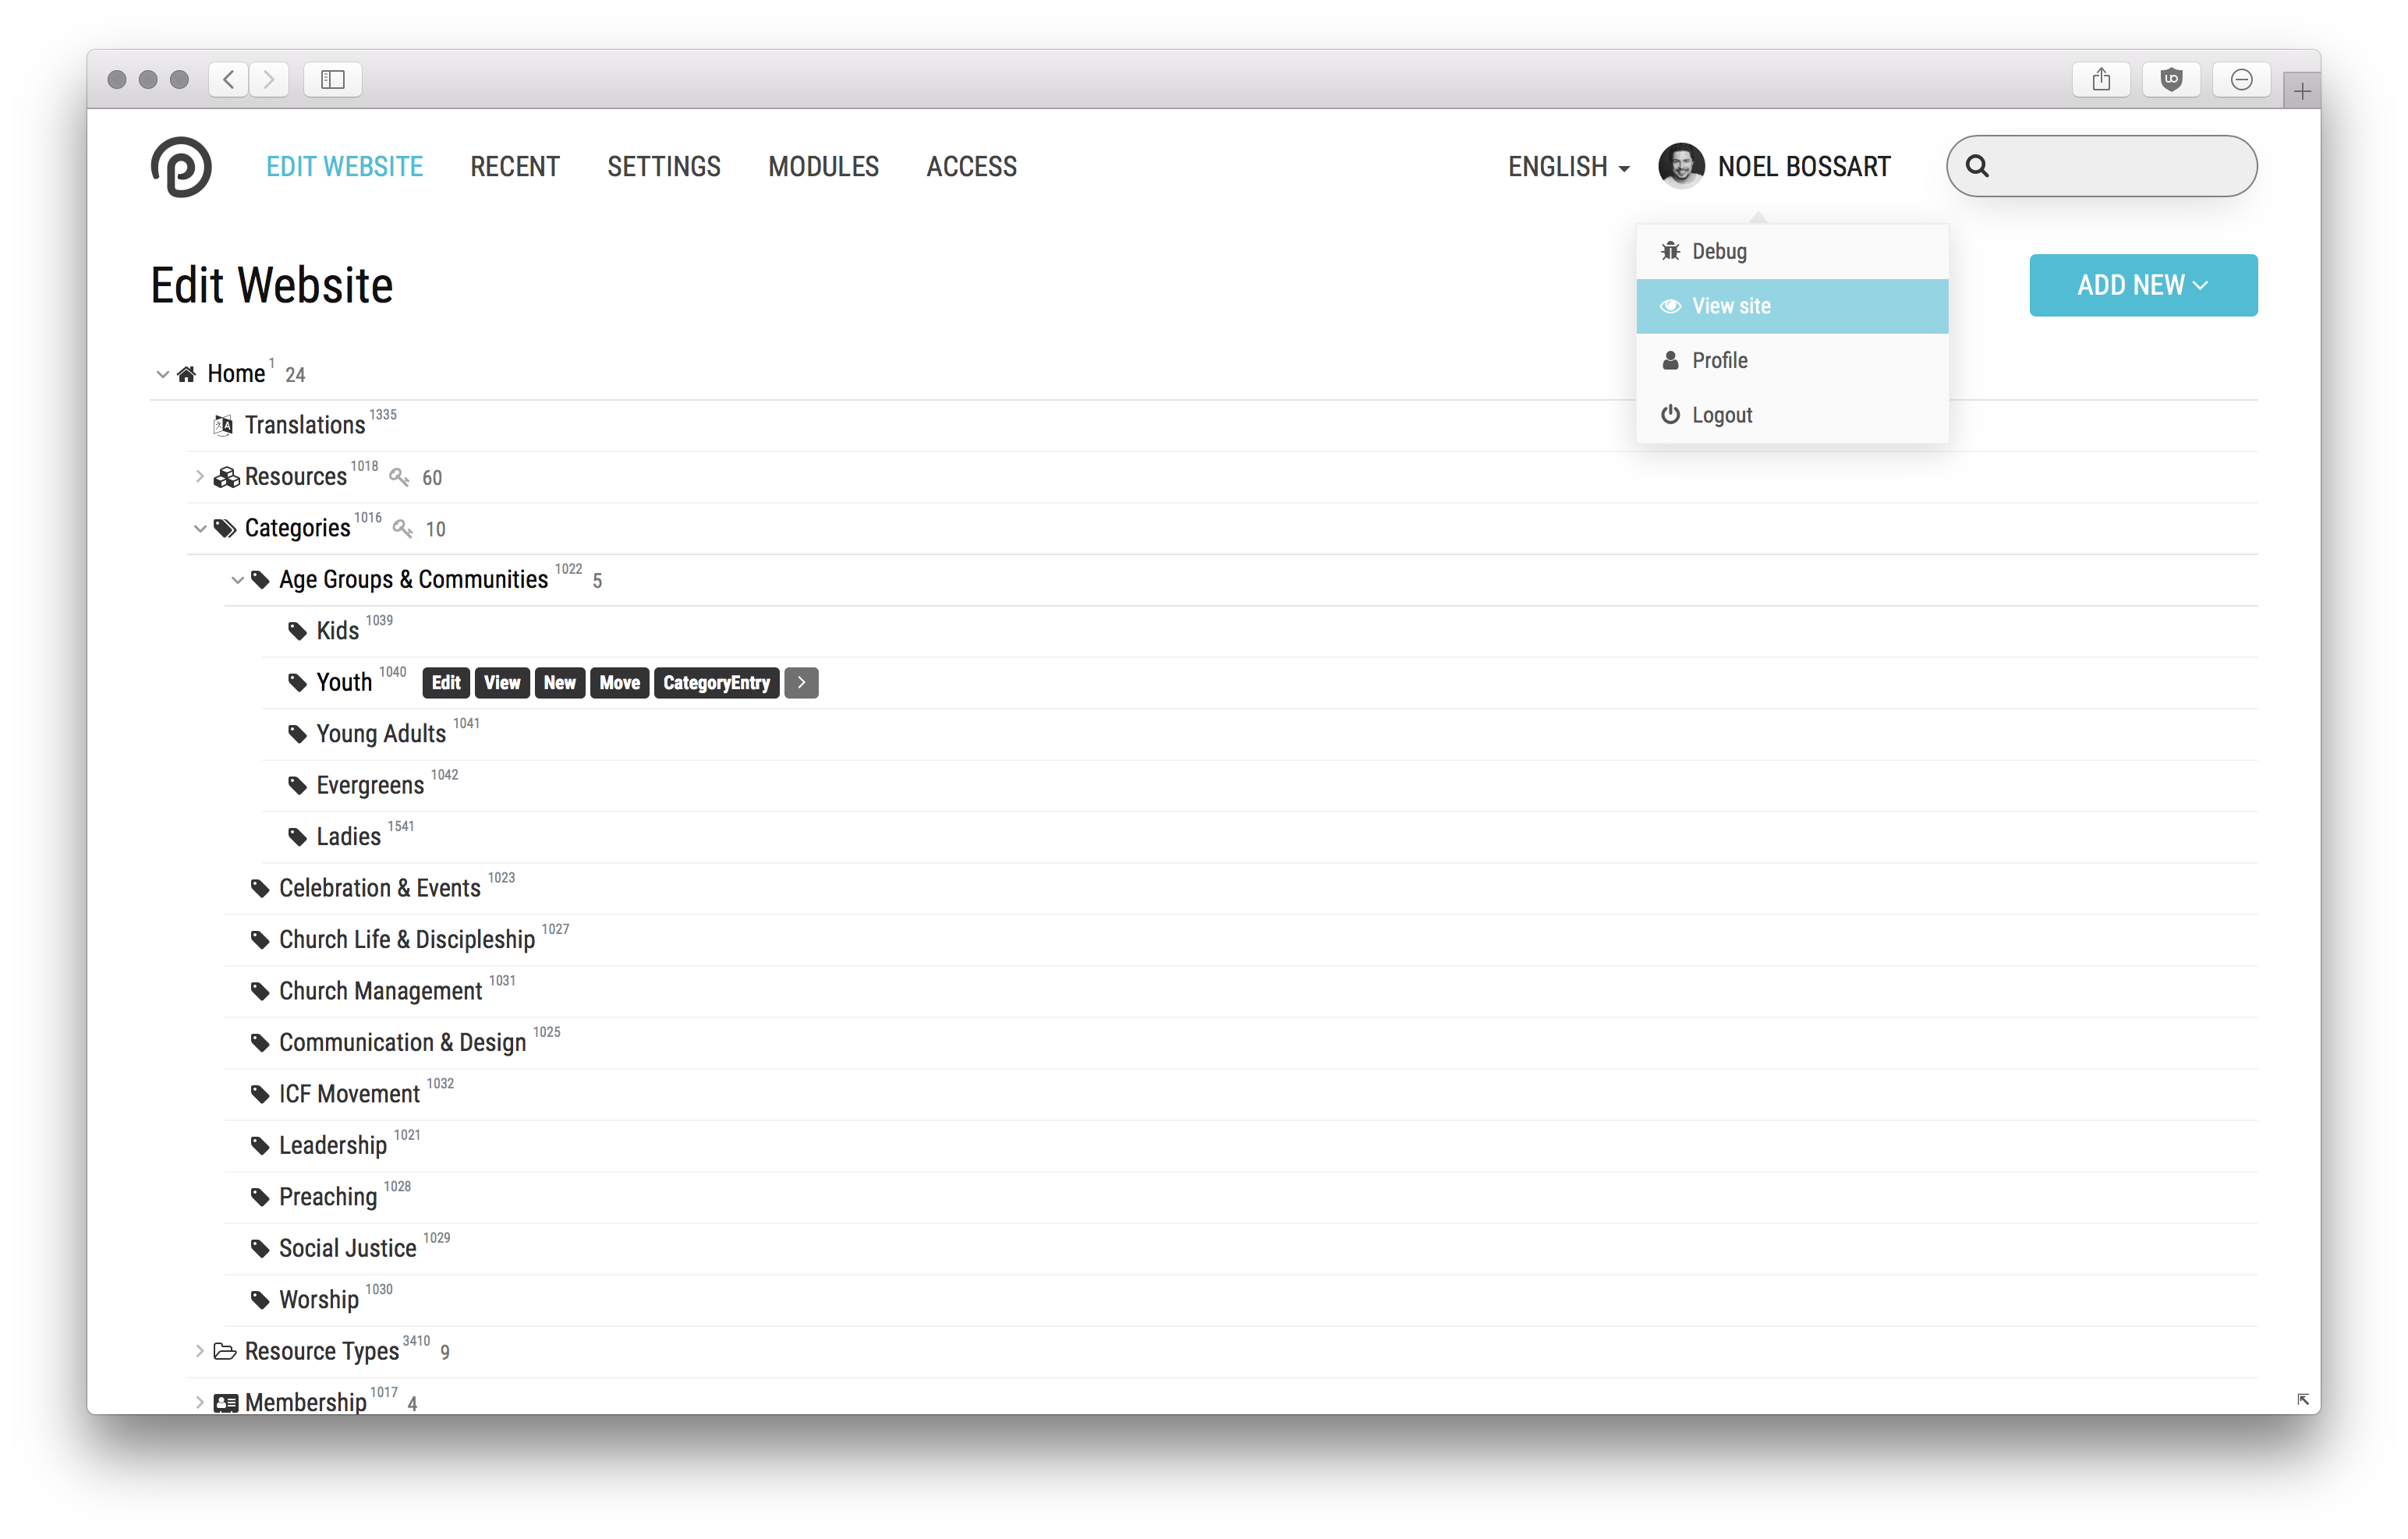 EDIT WEBSITE RECENT SETTINGS MODULES ACCESS ENGLISH NOEL BOSSART
Debug
View site
Profile
Logout
Edit Website
ADD NEW
Home 1 24
Translations 1335
Resources 1018 60
Categories 1016 10
Age Groups & Communities 1022 5
Kids 1039
Youth 1040 Edit View New Move CategoryEntry
Young Adults 1041
Evergreens 1042
Ladies 1541
Celebration & Events 1023
Church Life & Discipleship 1027
Church Management 1031
Communication & Design 1025
ICF Movement 1032
Leadership 1021
Preaching 1028
Social Justice 1029
Worship 1030
Resource Types 3410 9
Membership 1017 4